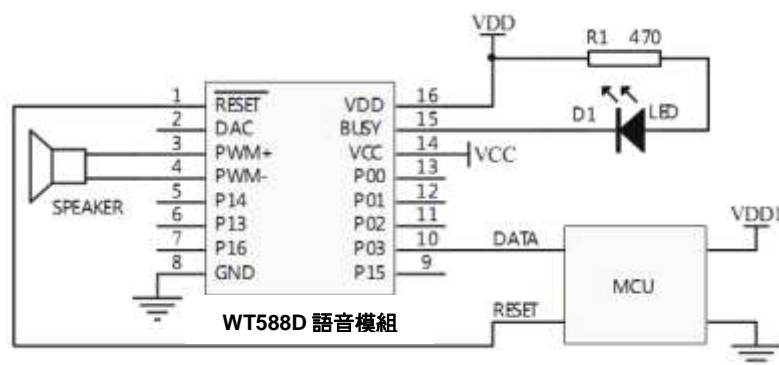 VDD
R1 470
1 RESET VDD 16
2 DAC BUSY 15
D1 LED
3 PWM+ VCC 14 VCC
4 PWM- P00 13
SPEAKER
5 P14 P01 12
6 P13 P02 11
7 P16 P03 10 DATA
VDD1
8 GND P15 9
MCU
RESET
WT588D 語音模組